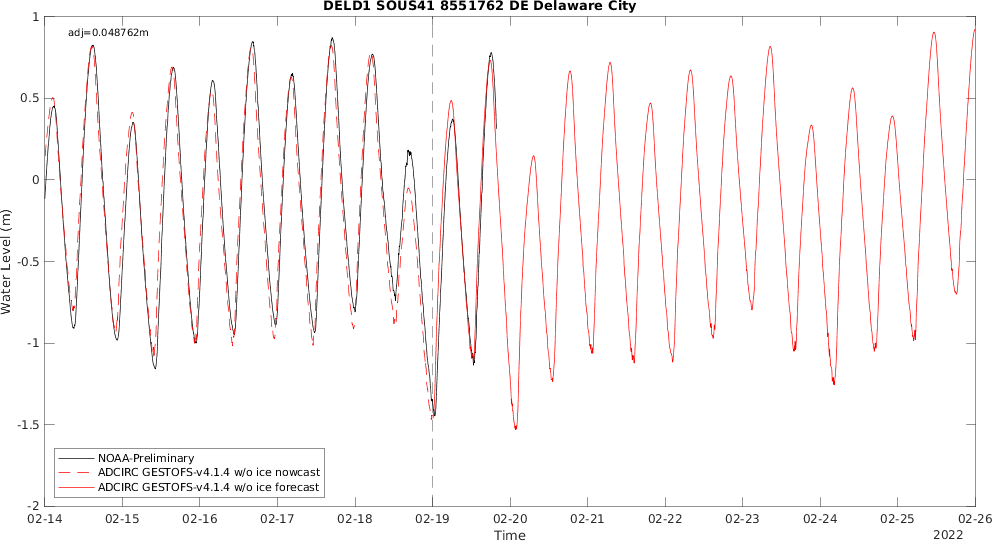 DELD1 SOUS41 8551762 DE Delaware City
adj=0.048762m
1
0.5
0
-0.5
-1
-1.5
-2
Water Level (m)
NOAA-Preliminary
ADCIRC GESTOFS-v4.1.4 w/o ice nowcast
ADCIRC GESTOFS-v4.1.4 w/o ice forecast
02-14 02-15 02-16 02-17 02-18 02-19 02-20 02-21 02-22 02-23 02-24 02-25 02-26
Time
2022